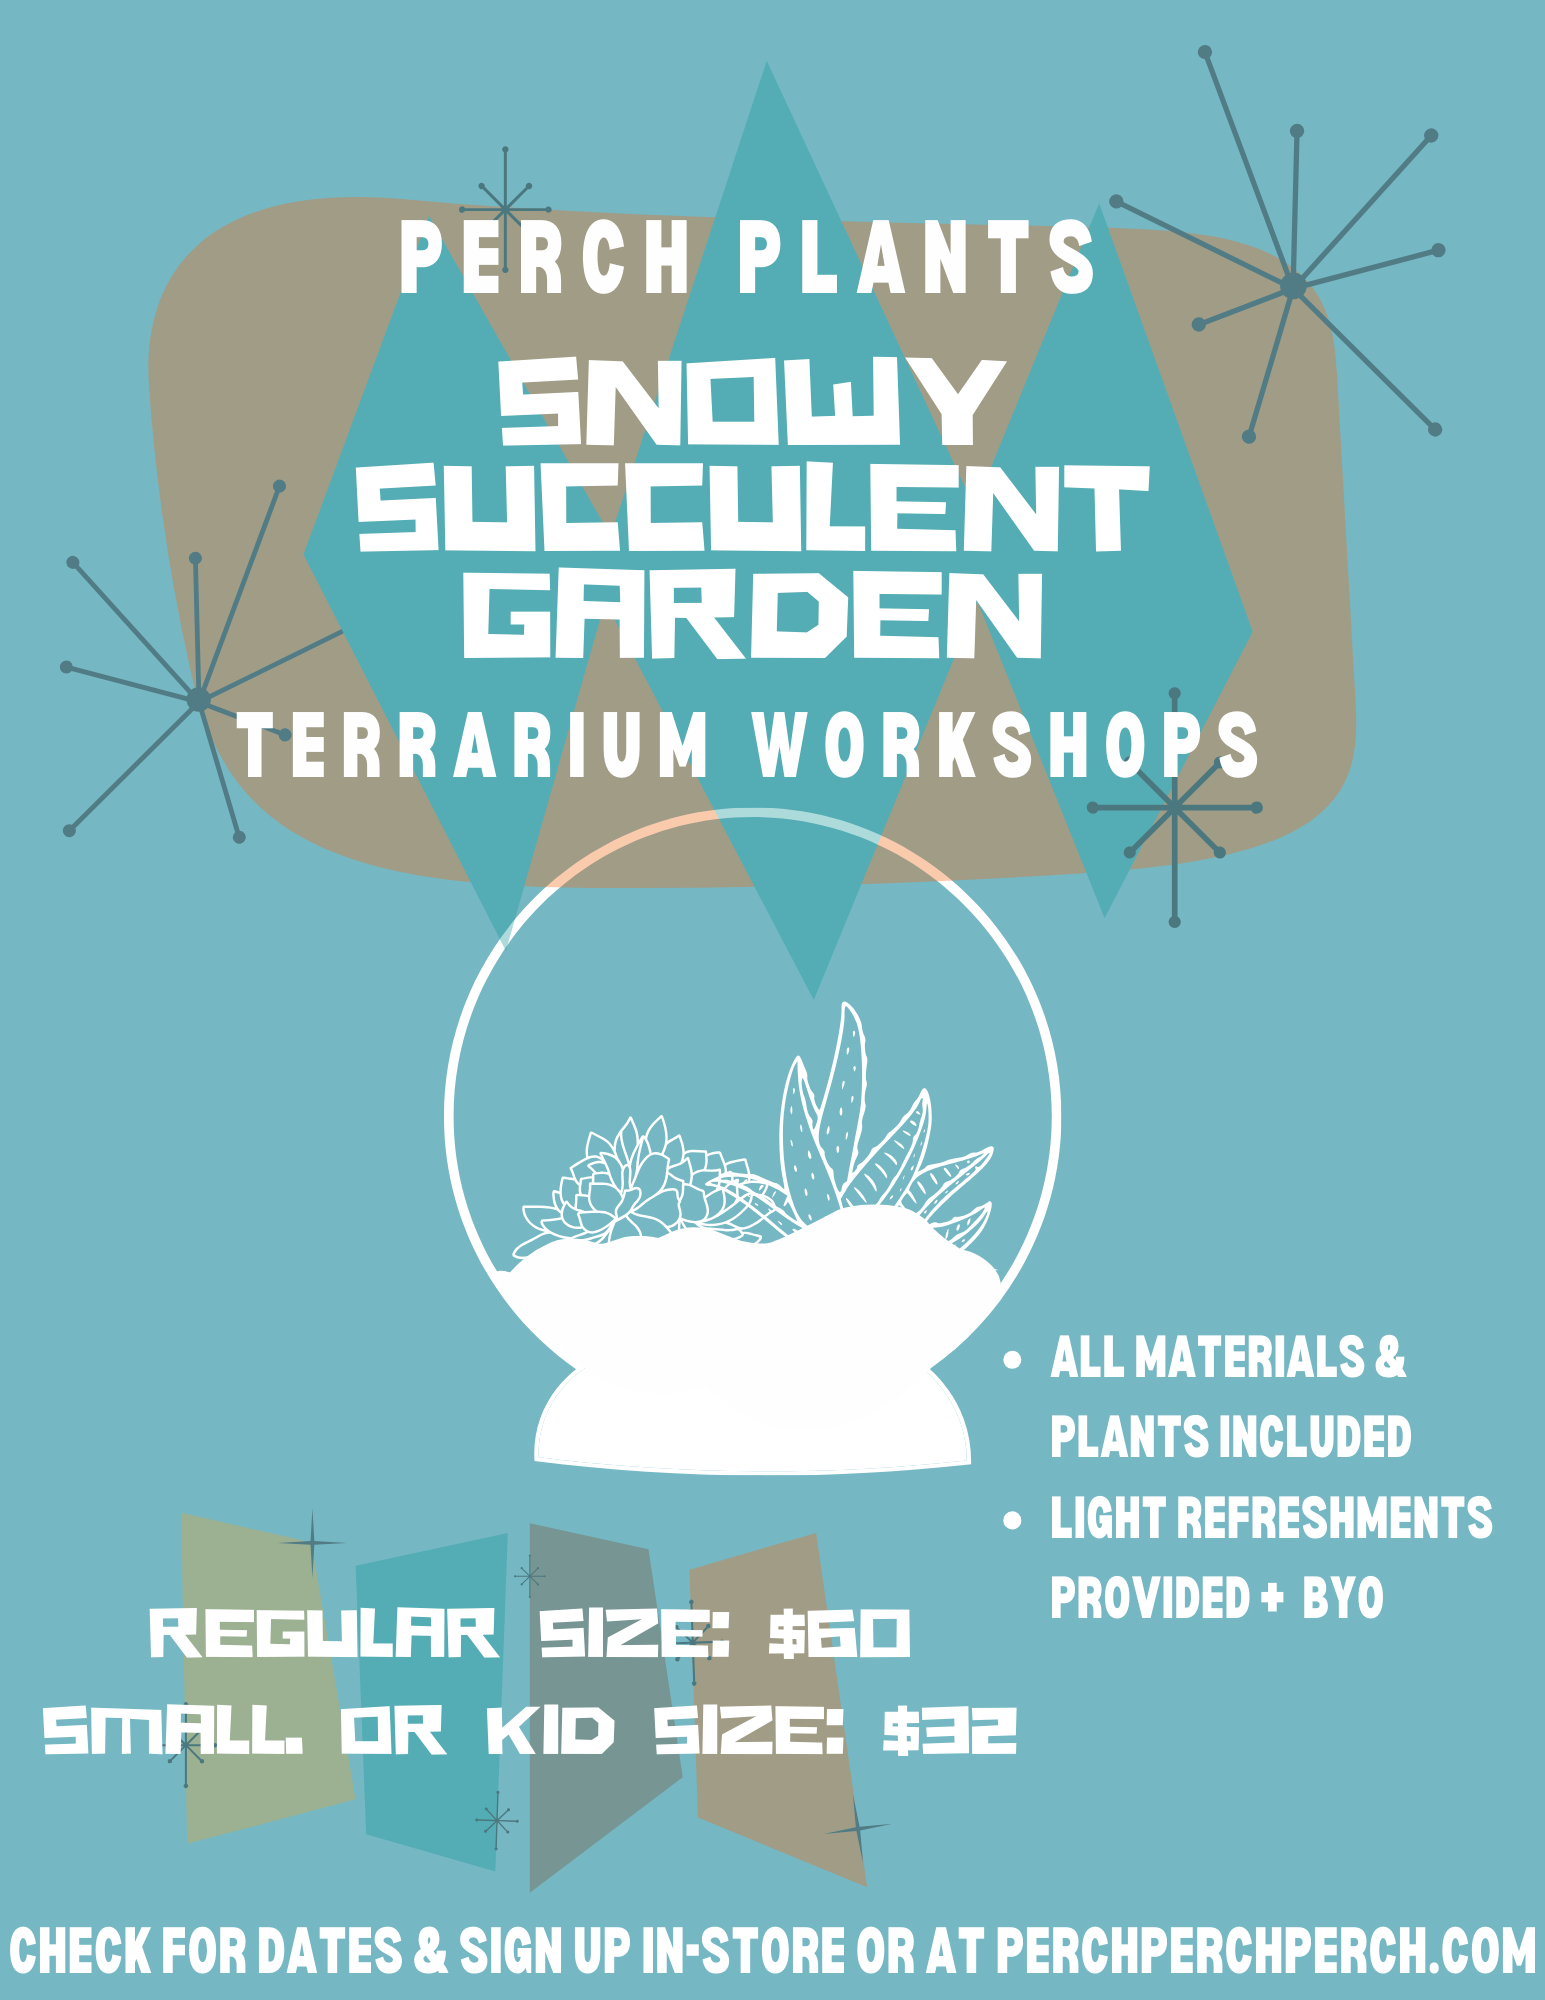 PERCH PLANTS
SNOWY
SUCCULENT
GARDEN
TERRARIUM WORKSHOPS
• ALL MATERIALS &
PLANTS INCLUDED
• LIGHT REFRESHMENTS
PROVIDED + BYO
REGULAR SIZE: $60
SMALL OR KID SIZE: $32
CHECK FOR DATES & SIGN UP IN-STORE OR AT PERCHPERCHPERCH.COM